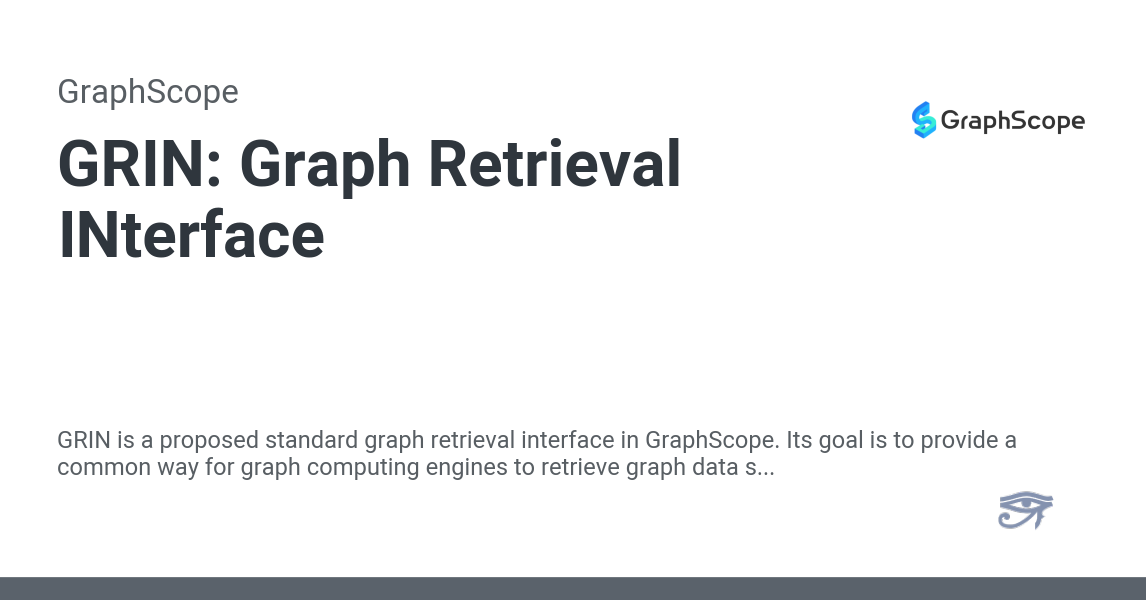 GraphScope
GraphScope
GRIN: Graph Retrieval
INterface
GRIN is a proposed standard graph retrieval interface in GraphScope. Its goal is to provide a
common way for graph computing engines to retrieve graph data s...